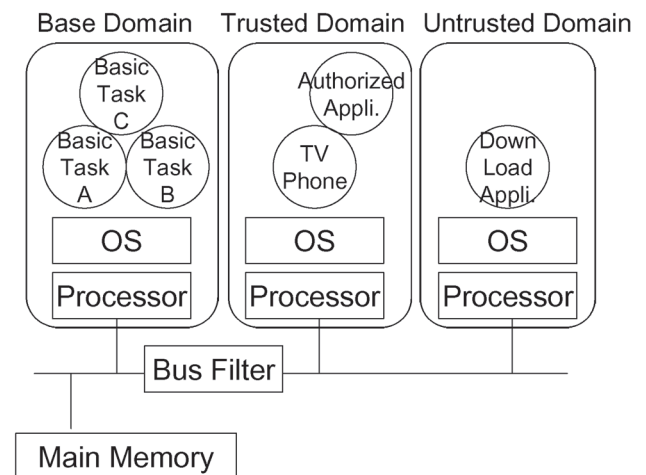 Base Domain
Trusted Domain
Untrusted Domain
Basic
Task
C
Basic
Task
A
Basic
Task
B
OS
Processor
Authorized
Appli.
TV
Phone
OS
Processor
Down
Load
Appli.
OS
Processor
Bus Filter
Main Memory